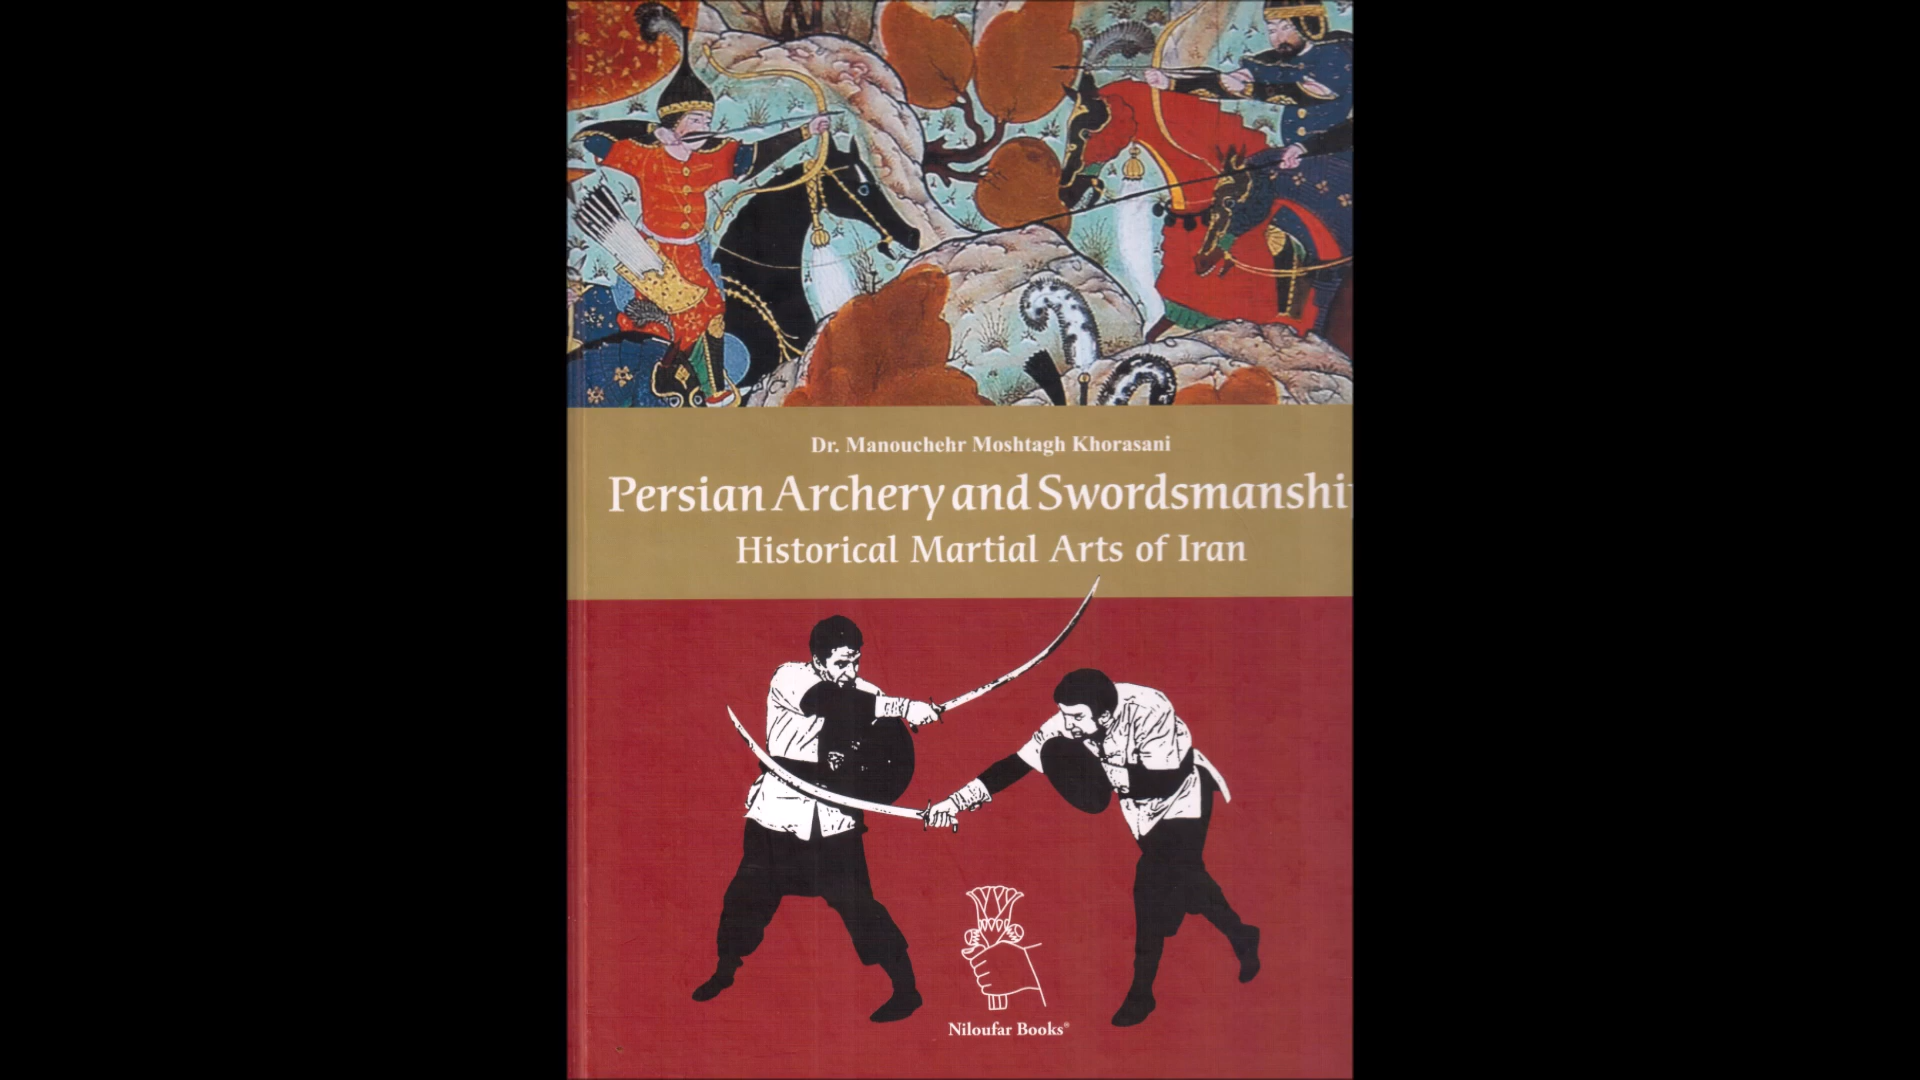 Dr. Manouchehr Moshtagh Khorasani
Persian Archery and Swordsmanshi
Historical Martial Arts of Iran
Niloufar Books®